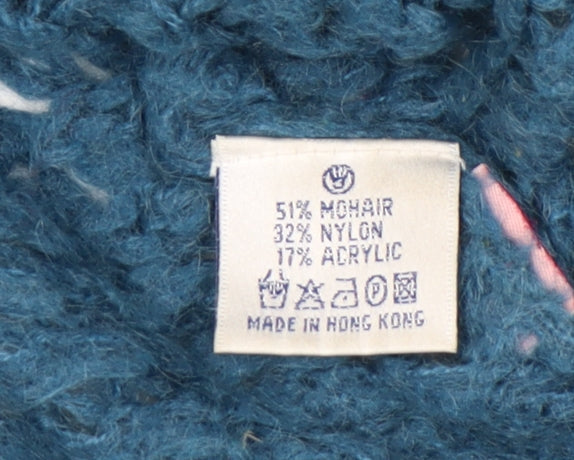 51% MOHAIR
32% NYLON
17% ACRYLIC
P
MADE IN HONG KONG